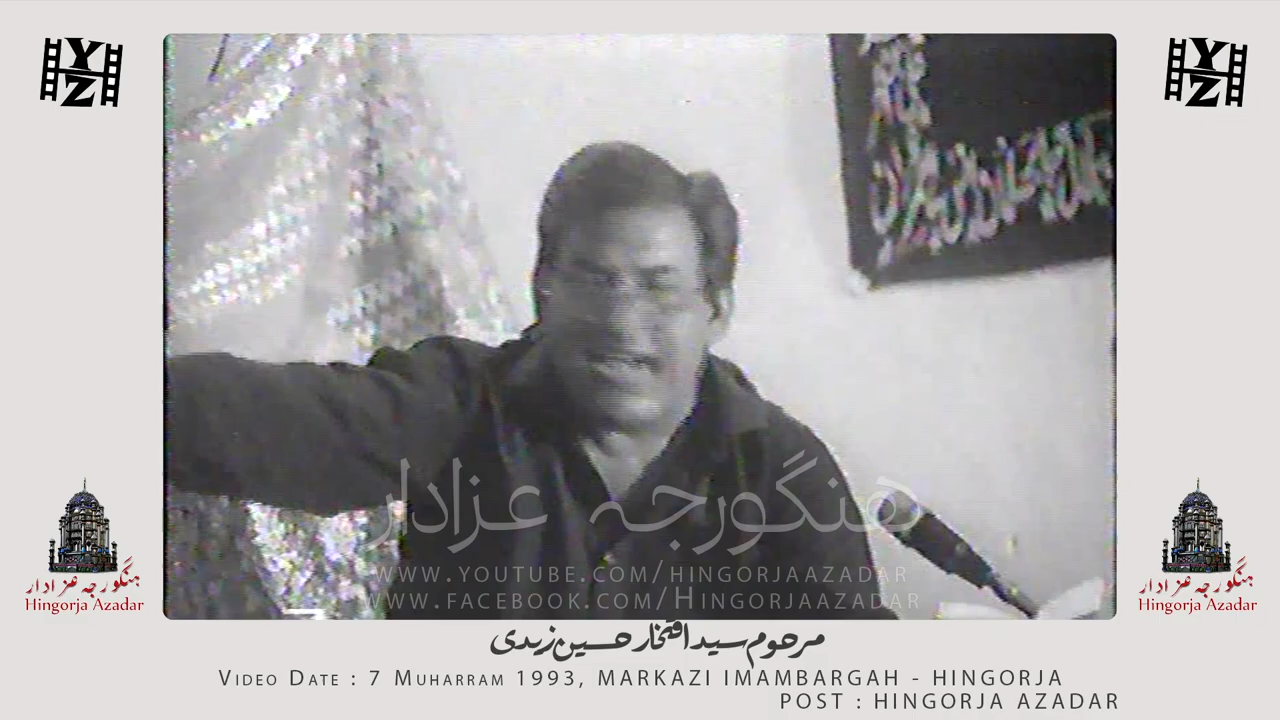 YZ
YZ
ھنگورجہ عزادار
www.youtube.com/hingorjaazadar
www.facebook.com/Hingorjaazadar
ہنگورجہ عزادار
Hingorja Azadar
ہنگورجہ عزادار
Hingorja Azadar
مرحوم سید افتخار حسین زیدی
Video Date : 7 Muharram 1993, MARKAZI IMAMBARGAH - HINGORJA
POST : HINGORJA AZADAR